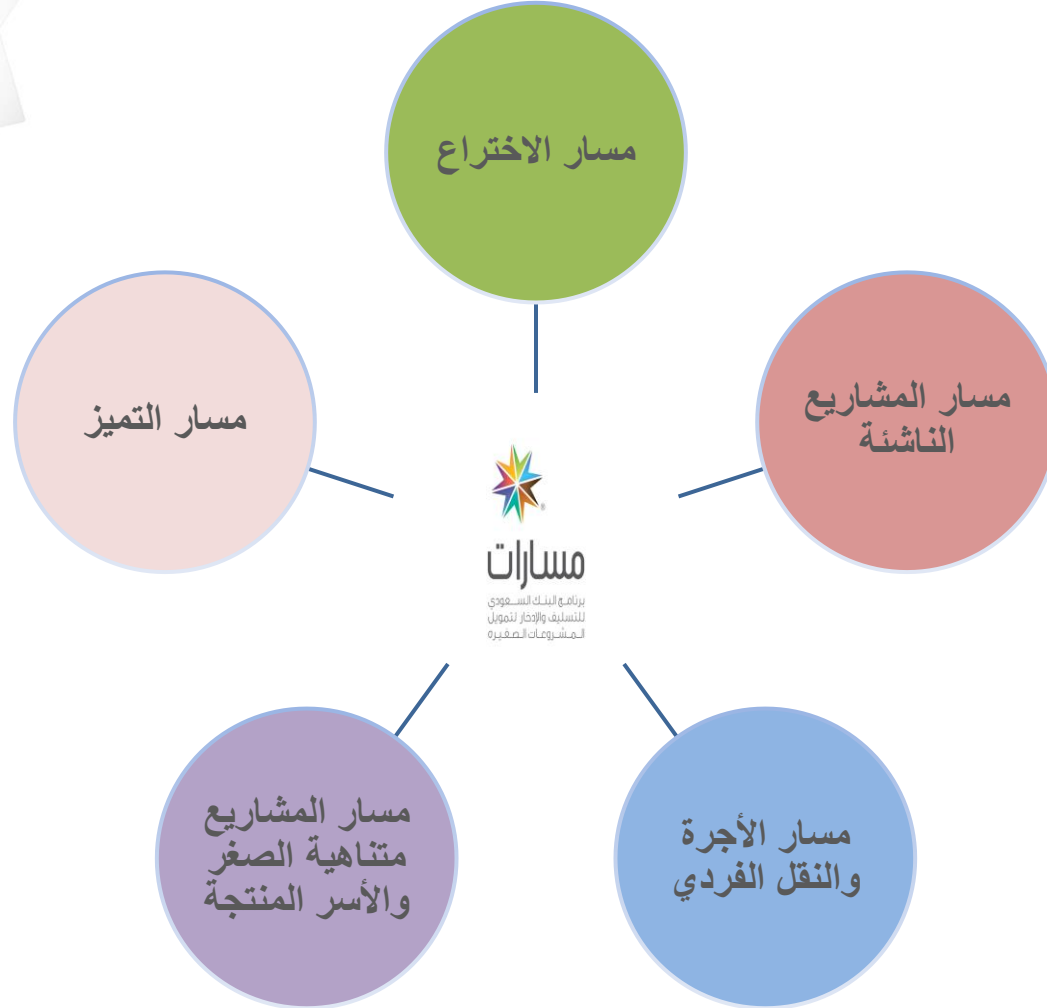 مسار الاختراع
مسار المشاريع
الناشئة
مسار التميز
مسارات
برنامج البنك السعودي
للتسليف والإدخار لتمويل
المشروعات الصغيره
مسار الأجرة
والنقل الفردي
مسار المشاريع
متناهية الصغر
والأسر المنتجة